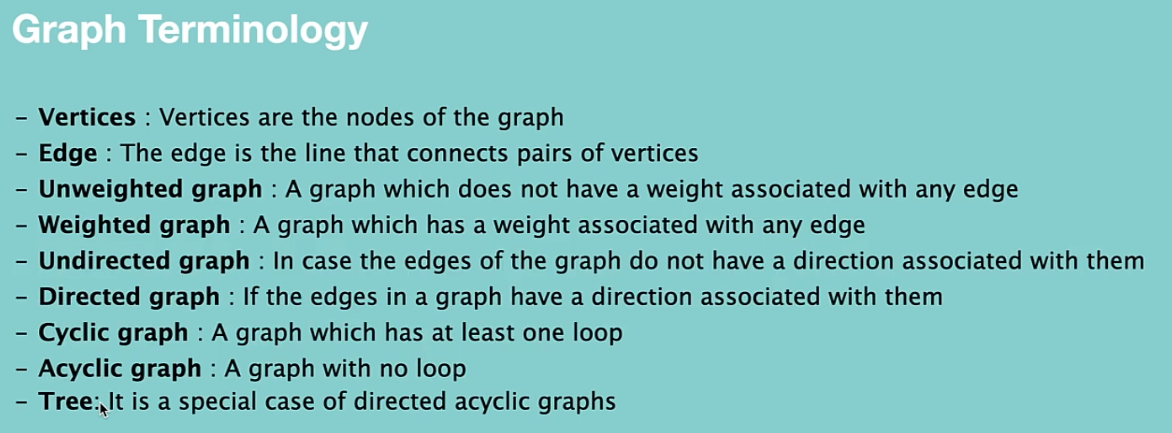 Graph Terminology
- Vertices : Vertices are the nodes of the graph
- Edge : The edge is the line that connects pairs of vertices
- Unweighted graph : A graph which does not have a weight associated with any edge
- Weighted graph : A graph which has a weight associated with any edge
- Undirected graph : In case the edges of the graph do not have a direction associated with them
- Directed graph : If the edges in a graph have a direction associated with them
- Cyclic graph : A graph which has at least one loop
- Acyclic graph : A graph with no loop
- Tree: It is a special case of directed acyclic graphs